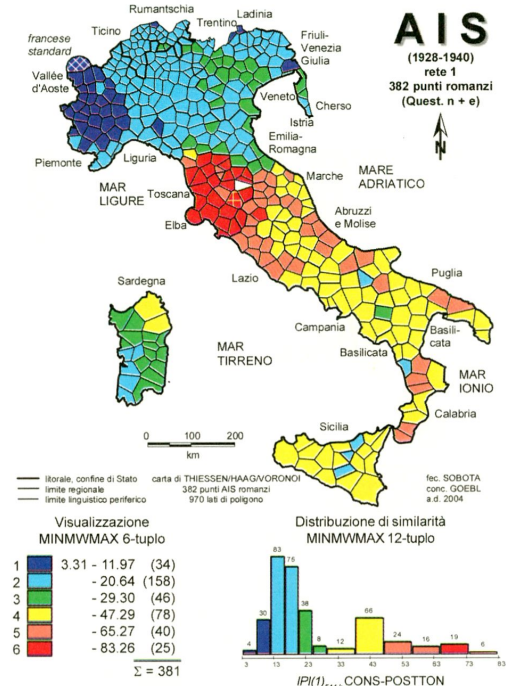 Rumantschia
Ladinia
Trentino
Ticino
francese
standard
Friuli-
Venezia
Giulia
Vallée
d'Aoste
Veneto
Cherso
Istria
Emilia-
Romagna
Piemonte
Liguria
AIS
(1928-1940)
rete 1
382 punti romanzi
(Quest. n + e)
N
MAR
LIGURE
Toscana
Elba
Marche
MARE
ADRIATICO
Abruzzi
e Molise
Lazio
Puglia
Sardegna
Campania
Basili-
cata
Basilicata
MAR
TIRRENO
MAR
IONIO
Calabria
Sicilia
0 100 200
km
litorale, confine di Stato
limite regionale
limite linguistico periferico
carta di THIESSEN/HAAG/VORONOI
382 punti AIS romanzi
970 lati di poligono
fec. SOBOTA
conc. GOEBL
a.d. 2004
Visualizzazione
MINMWMAX 6-tuplo
1 3.31 - 11.97 (34)
2 - 20.64 (158)
3 - 29.30 (46)
4 - 47.29 (78)
5 - 65.27 (40)
6 - 83.26 (25)
Σ = 381
Distribuzione di similarità
MINMWMAX 12-tuplo
4 30 83 75 38 8 12 66 24 16 19 6
3 13 23 33 43 53 63 73 83
CONS-POSTTON